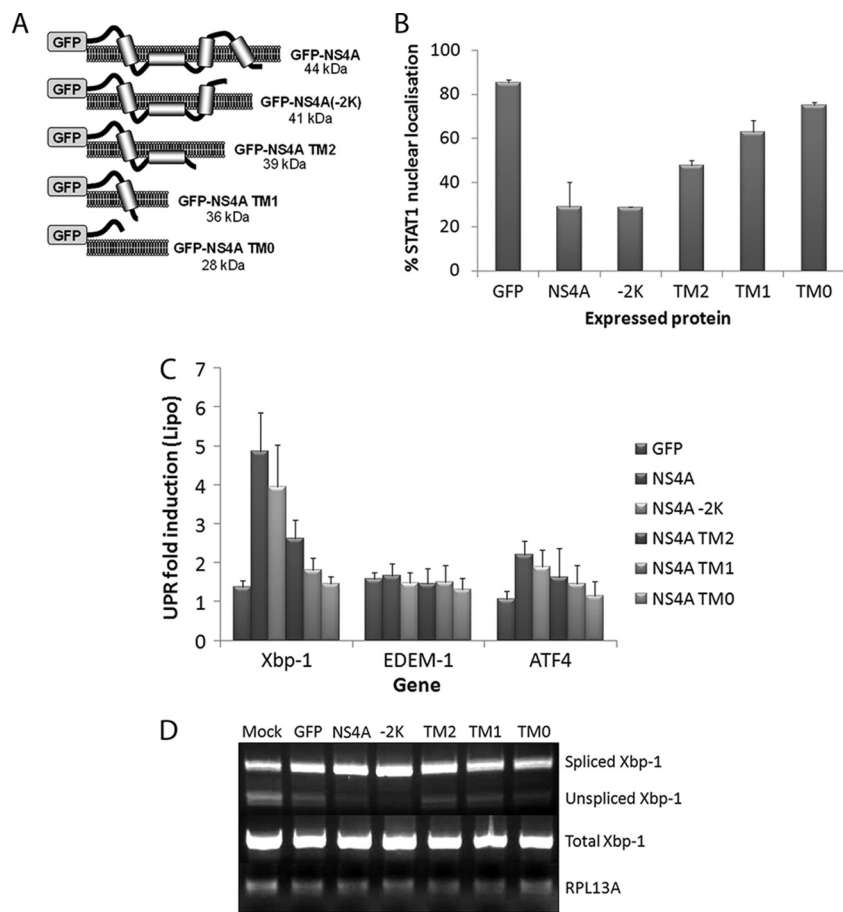 A
GFP
GFP-NS4A
44 kDa
GFP
GFP-NS4A(-2K)
41 kDa
GFP
GFP-NS4A TM2
39 kDa
GFP
GFP-NS4A TM1
36 kDa
GFP
GFP-NS4A TM0
28 kDa
B
% STAT1 nuclear localisation
100
80
60
40
20
0
GFP NS4A -2K TM2 TM1 TM0
Expressed protein
C
UPR fold induction (Lipo)
7
6
5
4
3
2
1
0
Xbp-1 EDEM-1 ATF4
Gene
GFP
NS4A
NS4A -2K
NS4A TM2
NS4A TM1
NS4A TM0
D
Mock GFP NS4A -2K TM2 TM1 TM0
Spliced Xbp-1
Unspliced Xbp-1
Total Xbp-1
RPL13A